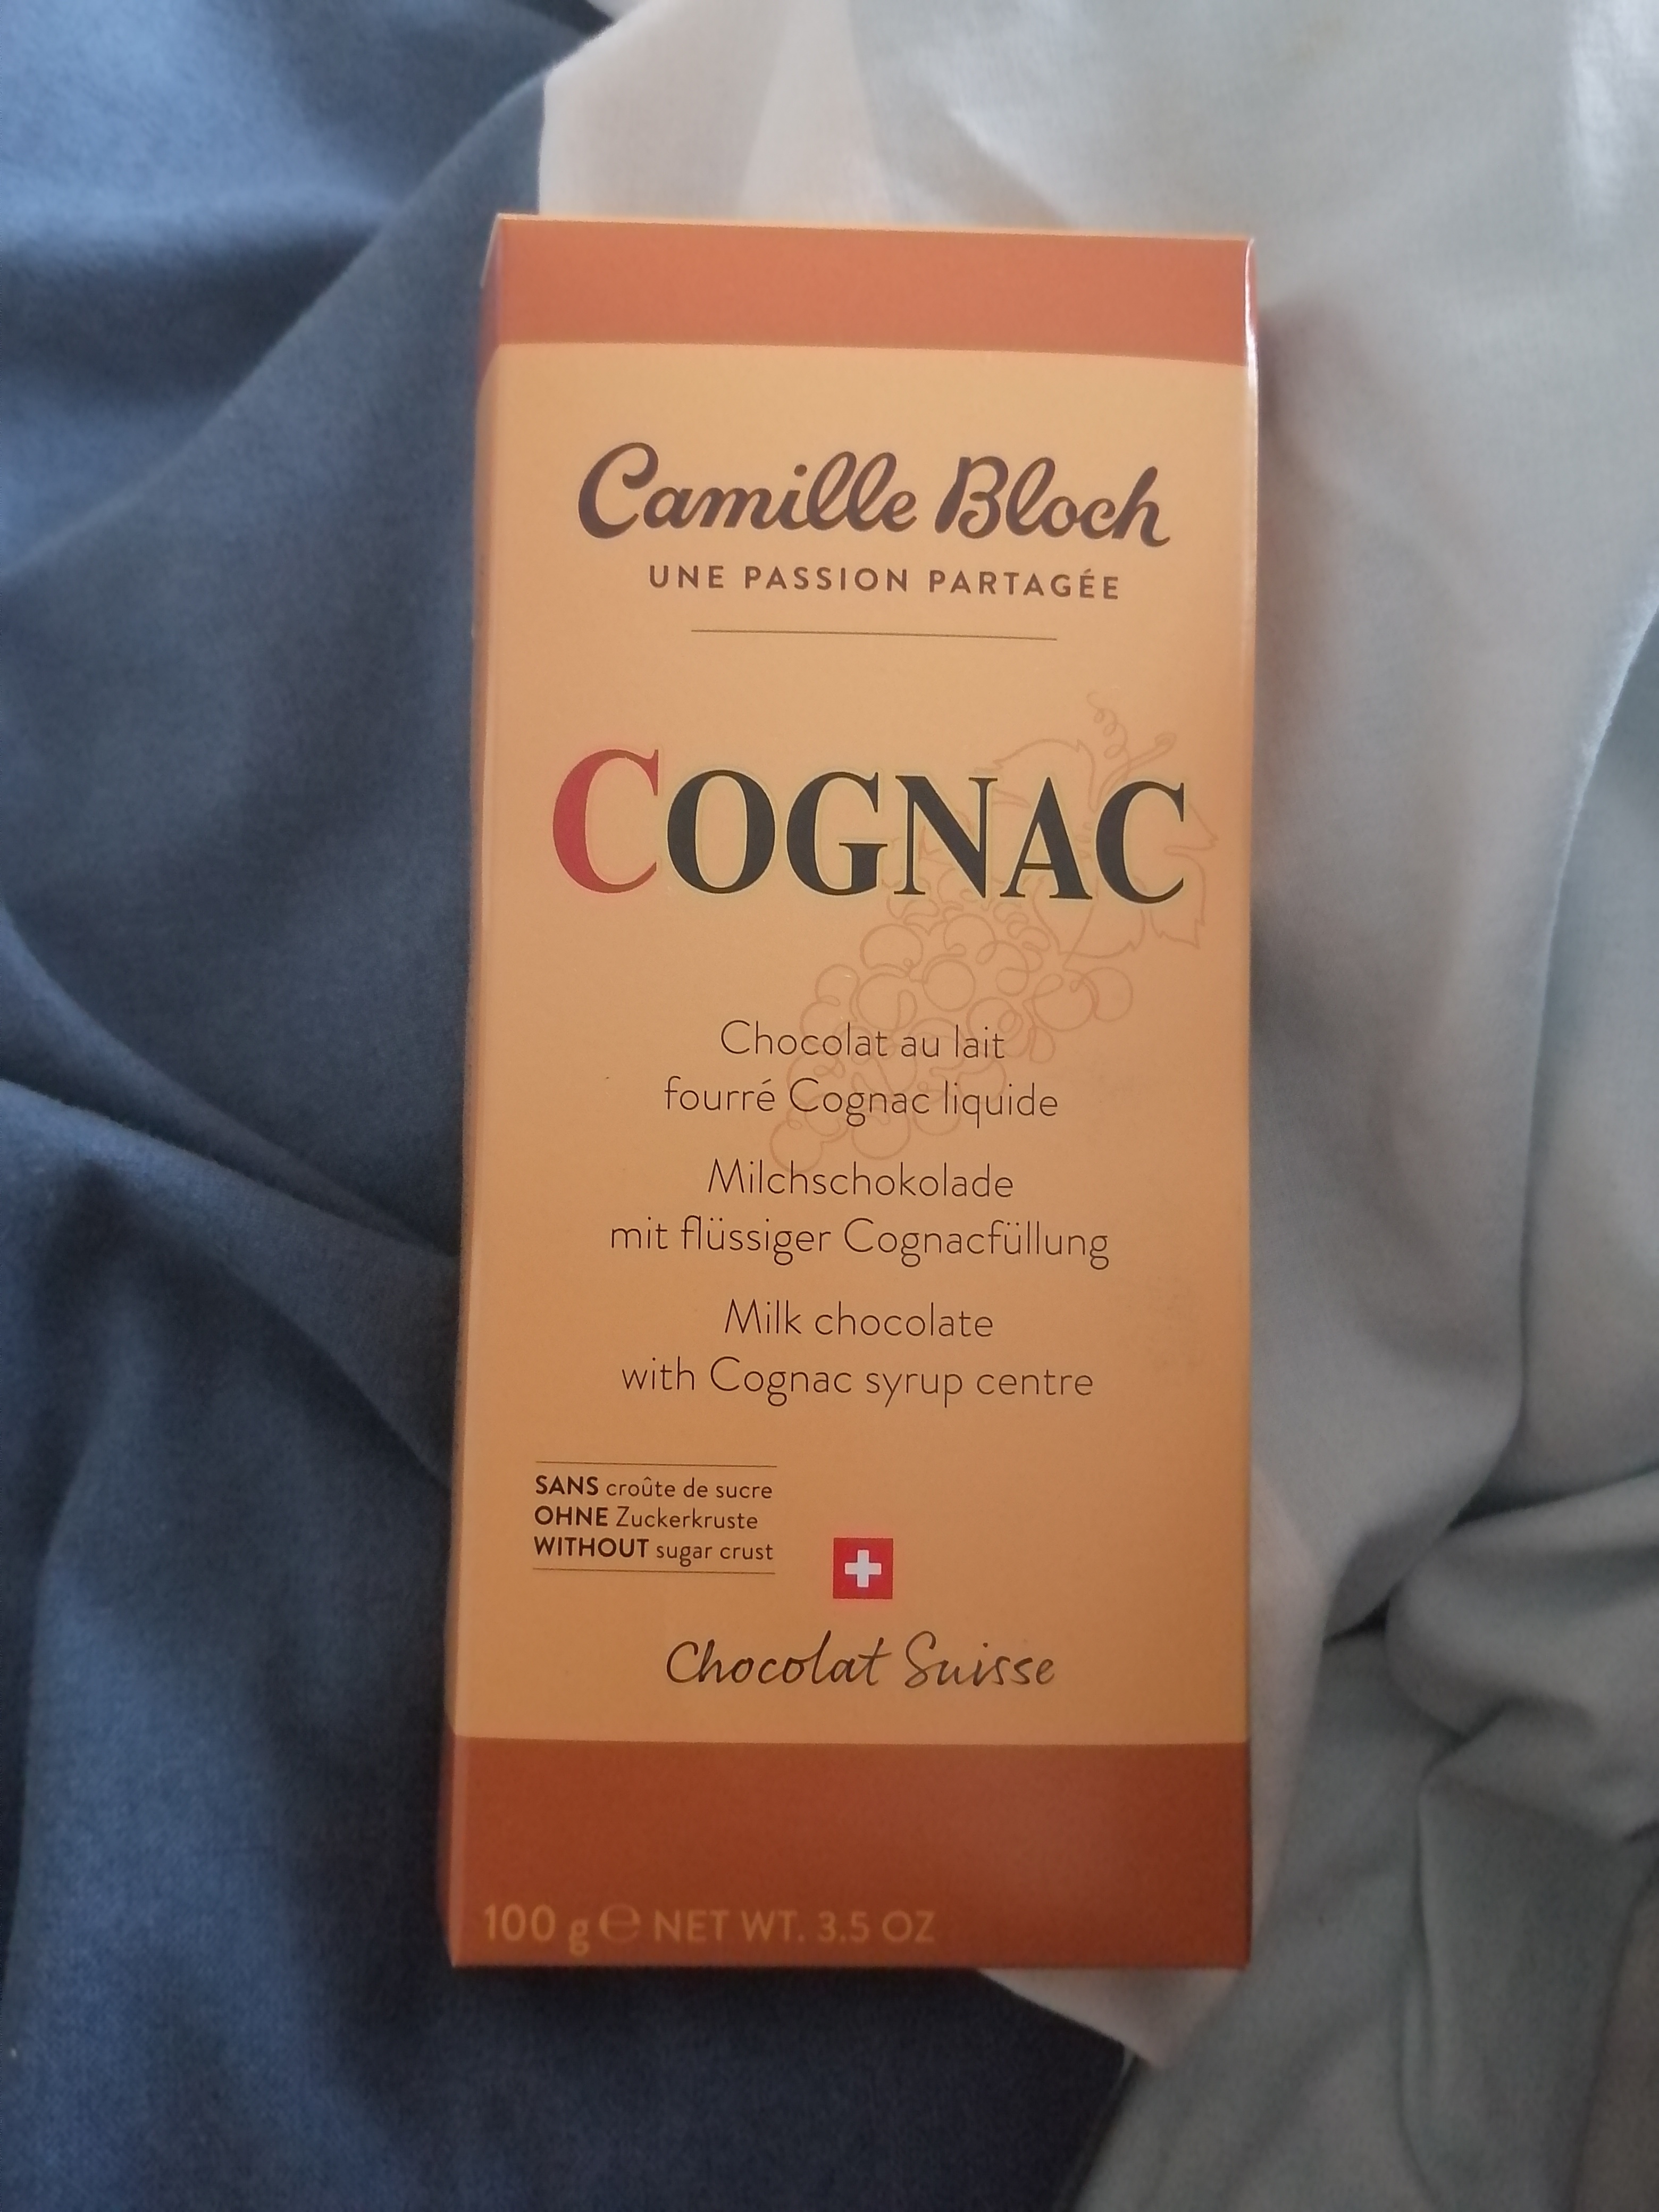 Camille Bloch
UNE PASSION PARTAGÉE
COGNAC
Chocolat au lait
fourré Cognac liquide
Milchschokolade
mit flüssiger Cognacfüllung
Milk chocolate
with Cognac syrup centre
SANS croûte de sucre
OHNE Zuckerkruste
WITHOUT sugar crust
Chocolat Suisse
100 g ℮ NET WT. 3.5 OZ